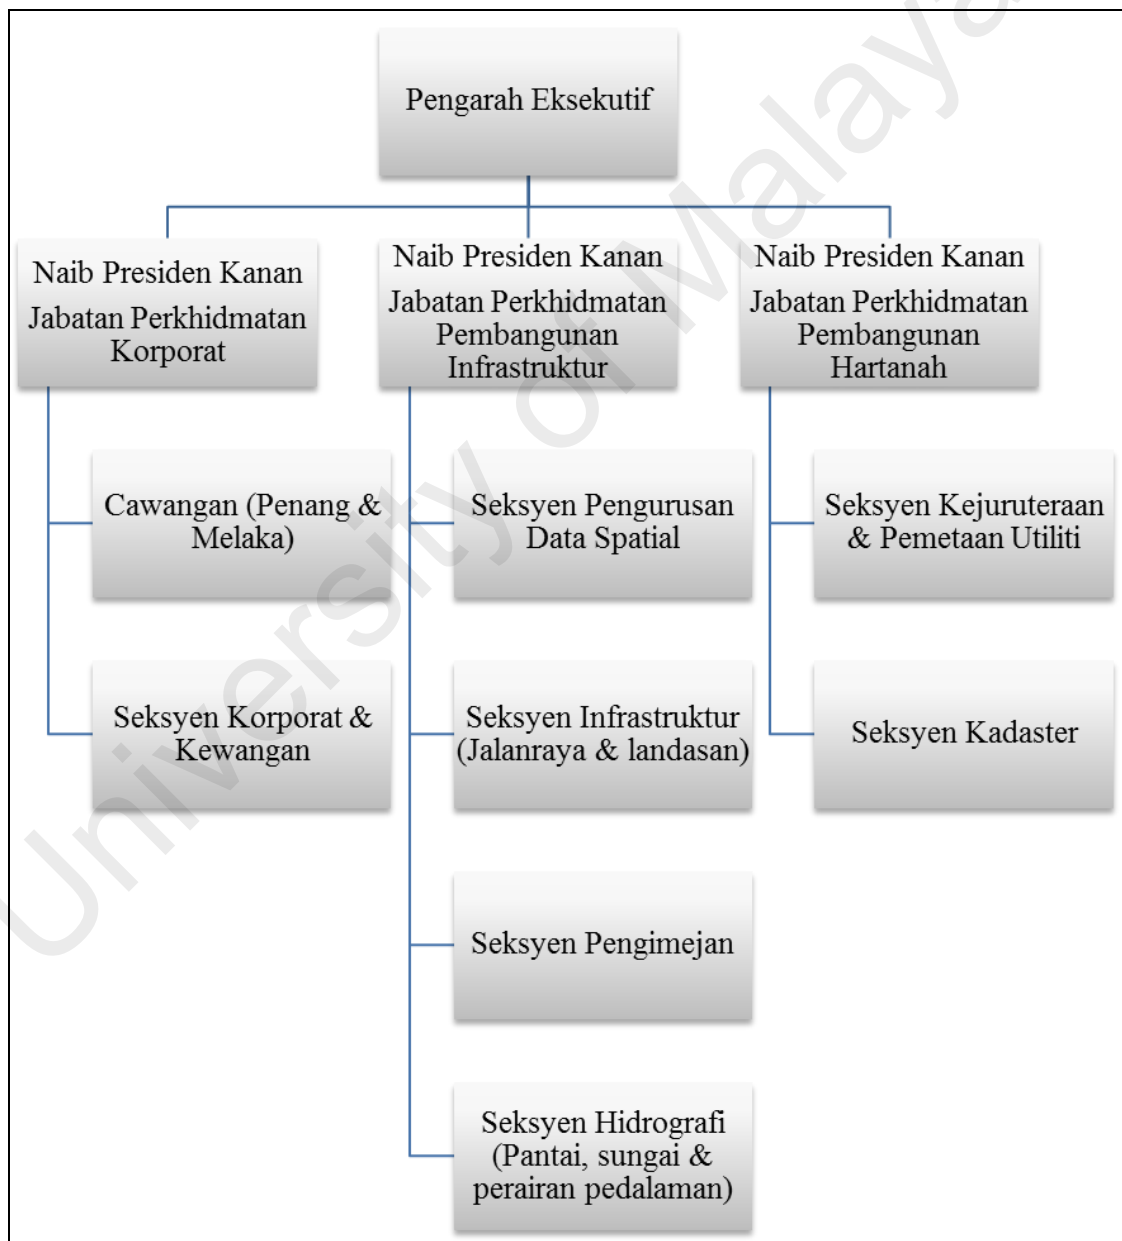 Pengarah Eksekutif
Naib Presiden Kanan
Jabatan Perkhidmatan
Korporat
Naib Presiden Kanan
Jabatan Perkhidmatan
Pembangunan
Infrastruktur
Naib Presiden Kanan
Jabatan Perkhidmatan
Pembangunan
Hartanah
Cawangan (Penang &
Melaka)
Seksyen Korporat &
Kewangan
Seksyen Pengurusan
Data Spatial
Seksyen Infrastruktur
(Jalanraya & landasan)
Seksyen Pengimejan
Seksyen Hidrografi
(Pantai, sungai &
perairan pedalaman)
Seksyen Kejuruteraan
& Pemetaan Utiliti
Seksyen Kadaster
University of Malaya